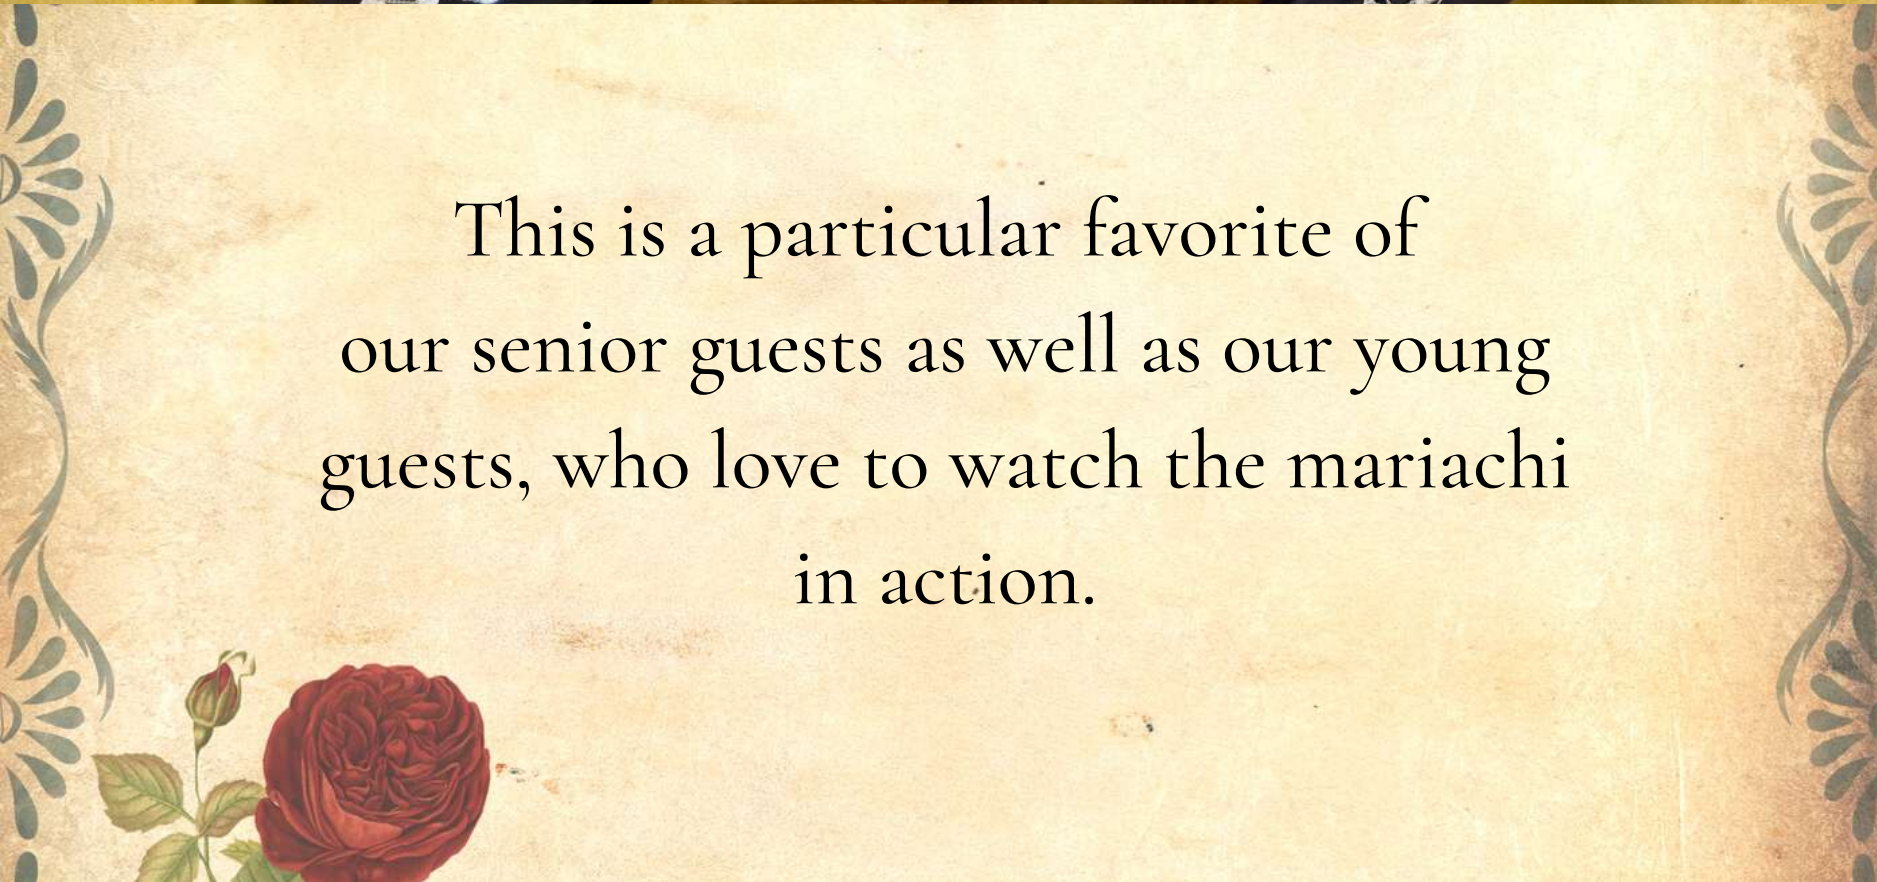 This is a particular favorite of
our senior guests as well as our young
guests, who love to watch the mariachi
in action.